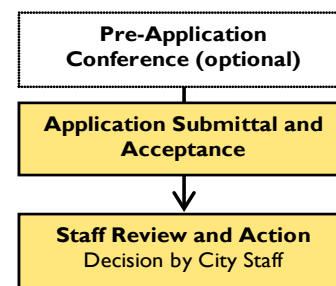 Pre-Application
Conference (optional)
Application Submittal and
Acceptance
Staff Review and Action
Decision by City Staff